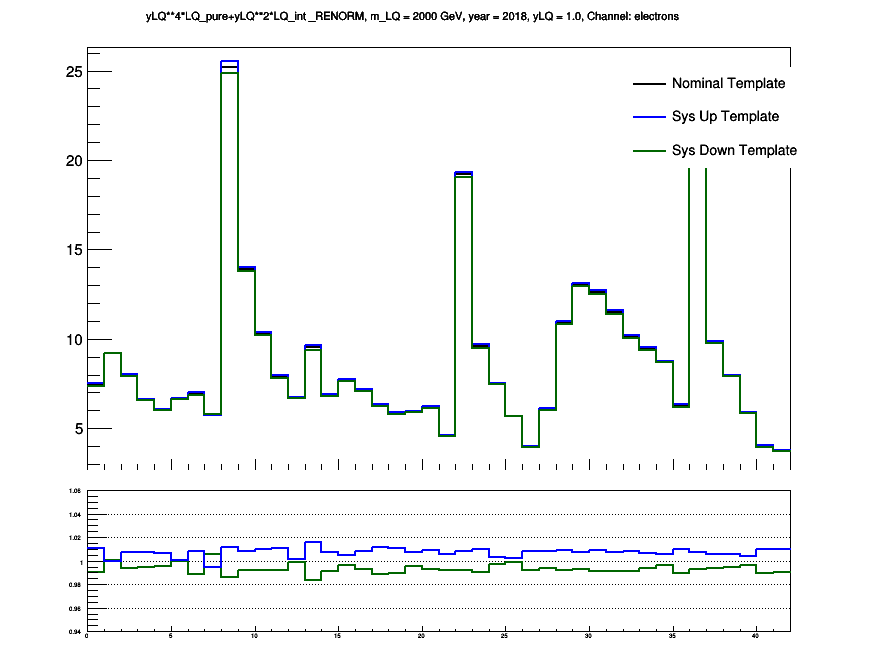 yLQ**4*LQ_pure+yLQ**2*LQ_int _RENORM, m_LQ = 2000 GeV, year = 2018, yLQ = 1.0, Channel: electrons
25
Nominal Template
Sys Up Template
Sys Down Template
20
15
10
5
1.06
1.04
1.02
1
0.98
0.96
0.94
0 5 10 15 20 25 30 35 40